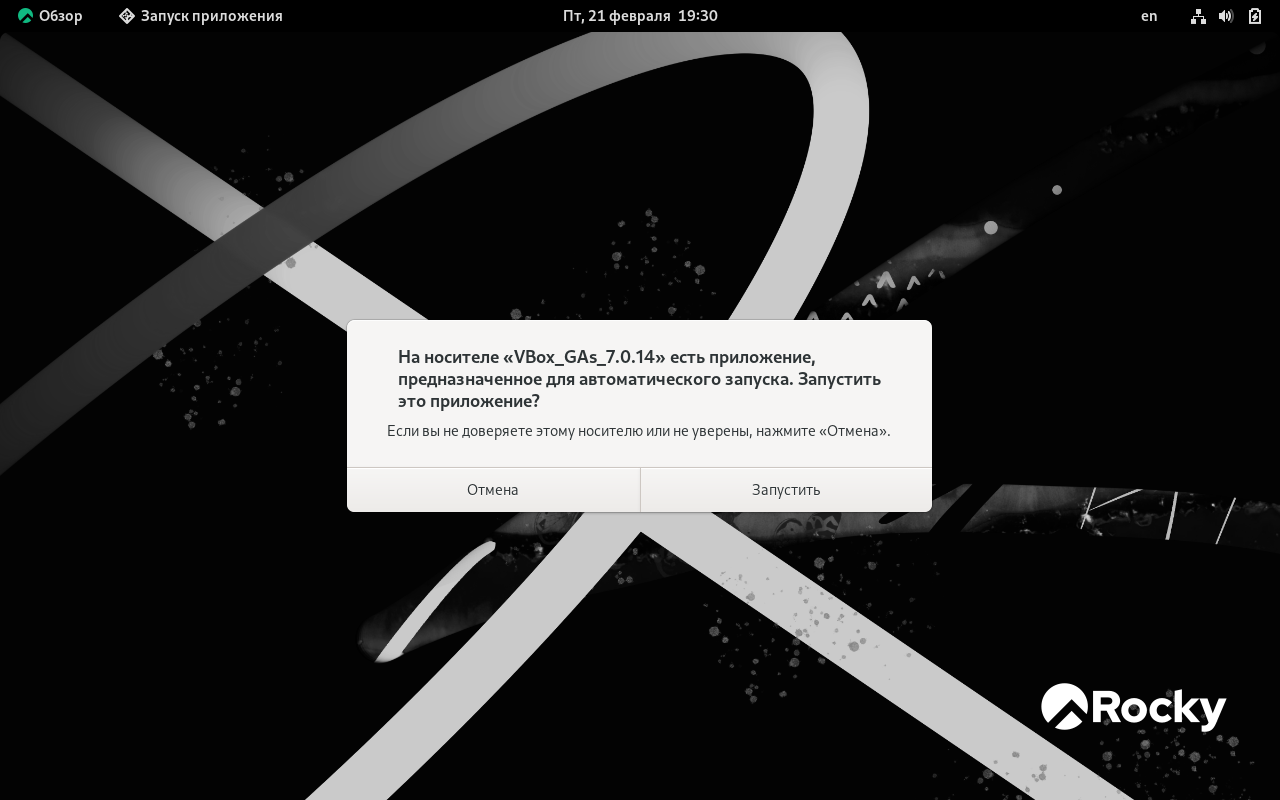 Обзор
Запуск приложения
Пт, 21 февраля 19:30
en
На носителе «VBox_GAs_7.0.14» есть приложение,
предназначенное для автоматического запуска. Запустить
это приложение?
Если вы не доверяете этому носителю или не уверены, нажмите «Отмена».
Отмена
Запустить
Rocky